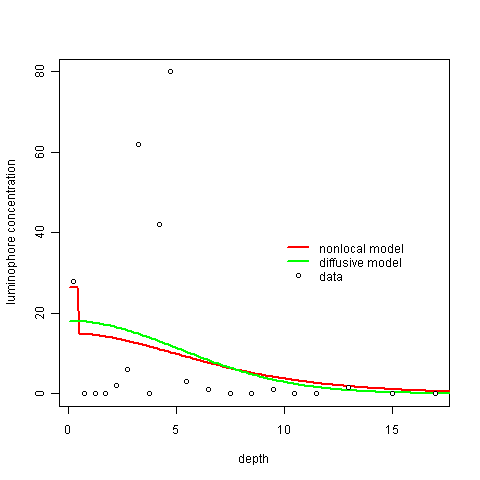 luminophore concentration
80
60
40
20
0
nonlocal model
diffusive model
data
0 5 10 15
depth